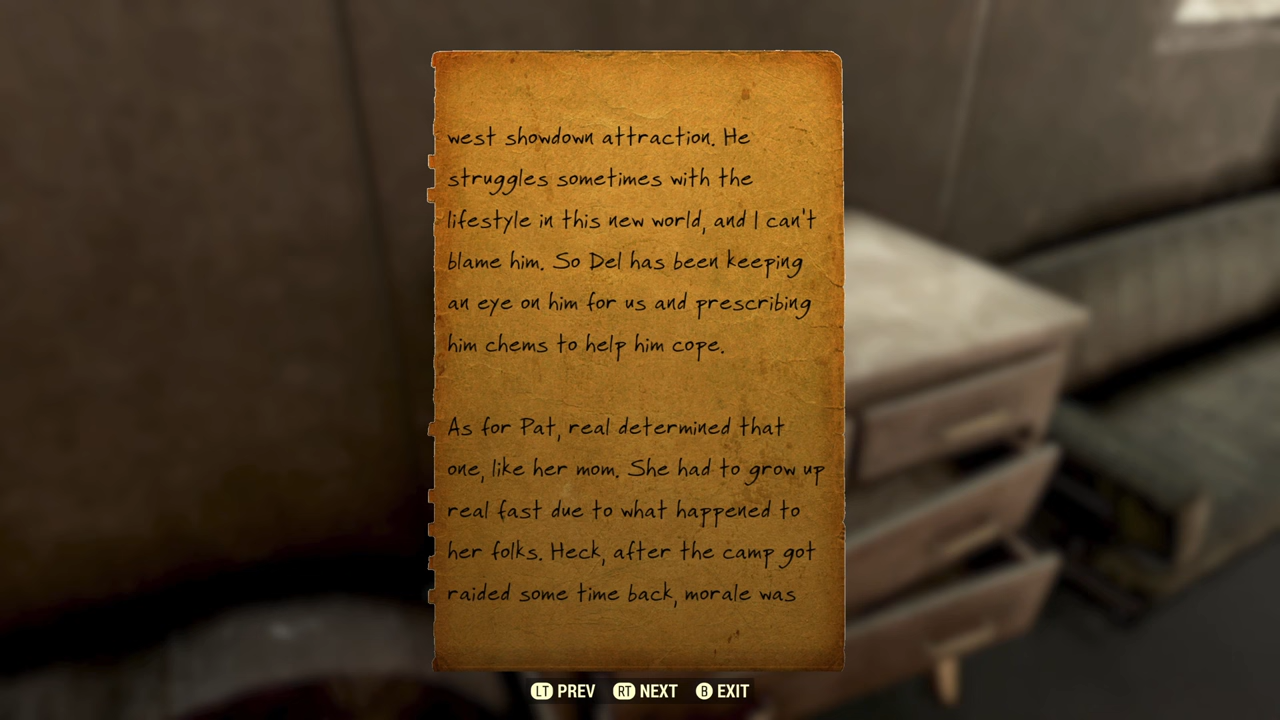 west showdown attraction. He
struggles sometimes with the
lifestyle in this new world, and I can't
blame him. So Del has been keeping
an eye on him for us and prescribing
him chems to help him cope.
As for Pat, real determined that
one, like her mom. She had to grow up
real fast due to what happened to
her folks. Heck, after the camp got
raided some time back, morale was
LT PREV RT NEXT B EXIT